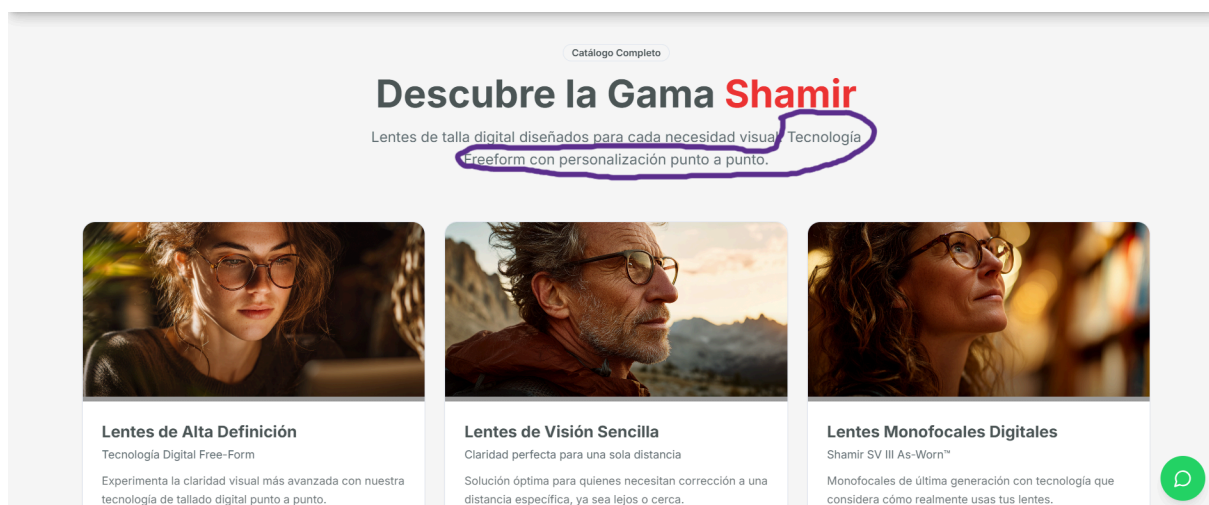 Catálogo Completo
Descubre la Gama Shamir
Lentes de talla digital diseñados para cada necesidad visual. Tecnología
Freeform con personalización punto a punto.
Lentes de Alta Definición
Tecnología Digital Free-Form
Experimenta la claridad visual más avanzada con nuestra
tecnología de tallado digital punto a punto.
Lentes de Visión Sencilla
Claridad perfecta para una sola distancia
Solución óptima para quienes necesitan corrección a una
distancia específica, ya sea lejos o cerca.
Lentes Monofocales Digitales
Shamir SV III As-Worn™
Monofocales de última generación con tecnología que
considera cómo realmente usas tus lentes.